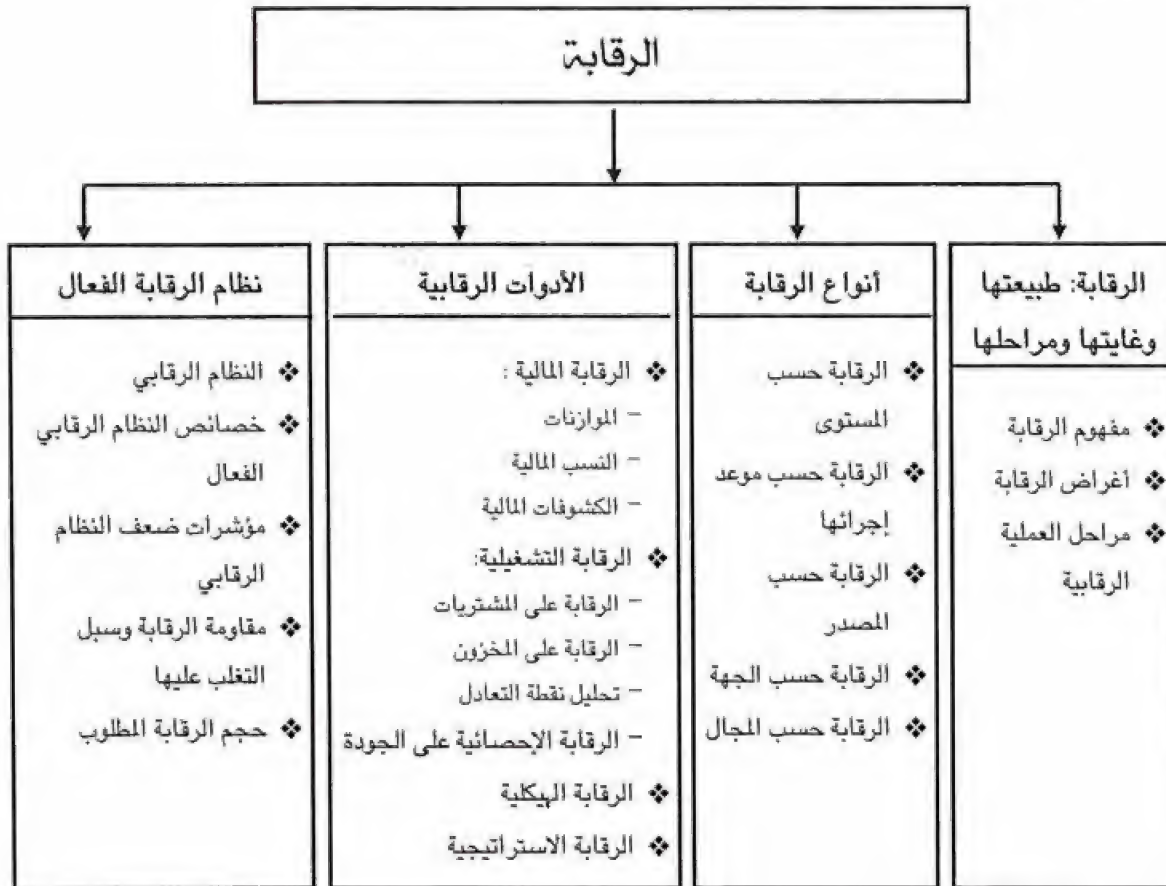 الرقابة
الرقابة: طبيعتها
وغايتها ومراحلها
❖ مفهوم الرقابة
❖ أغراض الرقابة
❖ مراحل العملية
الرقابية
أنواع الرقابة
❖ الرقابة حسب
المستوى
❖ الرقابة حسب موعد
إجرائها
❖ الرقابة حسب
المصدر
❖ الرقابة حسب الجهة
❖ الرقابة حسب المجال
الأدوات الرقابية
❖ الرقابة المالية :
– الموازنات
– النسب المالية
– الكشوفات المالية
❖ الرقابة التشغيلية:
– الرقابة على المشتريات
– الرقابة على المخزون
– تحليل نقطة التعادل
– الرقابة الإحصائية على الجودة
❖ الرقابة الهيكلية
❖ الرقابة الاستراتيجية
نظام الرقابة الفعال
❖ النظام الرقابي
❖ خصائص النظام الرقابي
الفعال
❖ مؤشرات ضعف النظام
الرقابي
❖ مقاومة الرقابة وسبل
التغلب عليها
❖ حجم الرقابة المطلوب